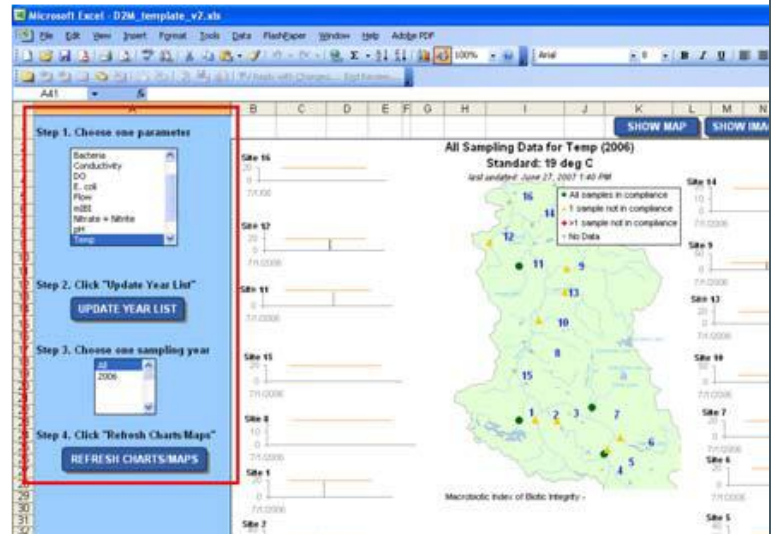 Microsoft Excel - D2M_template_v2.xls
File Edit View Insert Format Tools Data FlashPaper Window Help Adobe PDF
100% Arial 8 B I U
A41 fx
A B C D E F G H I J K L M N
Step 1. Choose one parameter
Bacteria
Conductivity
DO
E. coli
Flow
mIBI
Nitrate + Nitrite
pH
Temp
Step 2. Click "Update Year List"
UPDATE YEAR LIST
Step 3. Choose one sampling year
All
2006
Step 4. Click "Refresh Charts/Maps"
REFRESH CHARTS/MAPS
SHOW MAP
SHOW IMA
All Sampling Data for Temp (2006)
Standard: 19 deg C
last updated: June 27, 2007 1:40 PM
All samples in compliance
1 sample not in compliance
>1 sample not in compliance
No Data
16
14
12
11 9
13
10
8
15
1 2 3 7
6
5
4
Macrobiotic Index of Biotic Integrity -
Site 16
Site 12
Site 11
Site 15
Site 8
Site 1
Site 2
Site 14
Site 9
Site 13
Site 10
Site 7
Site 6
Site 5